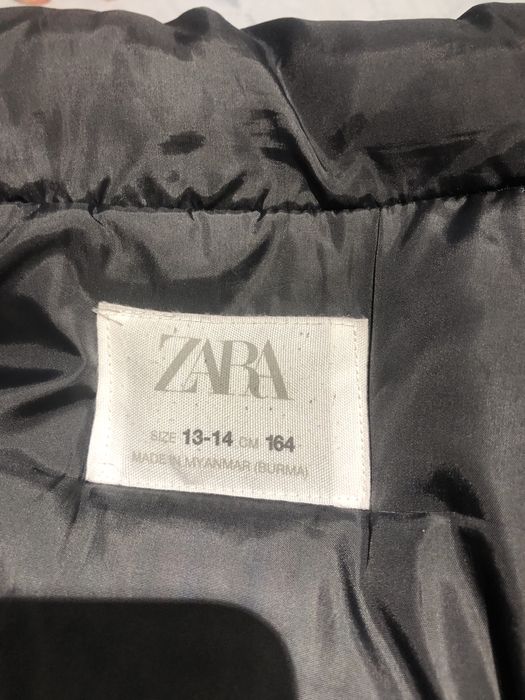 ZARA
SIZE 13-14 CM 164
MADE IN MYANMAR (BURMA)